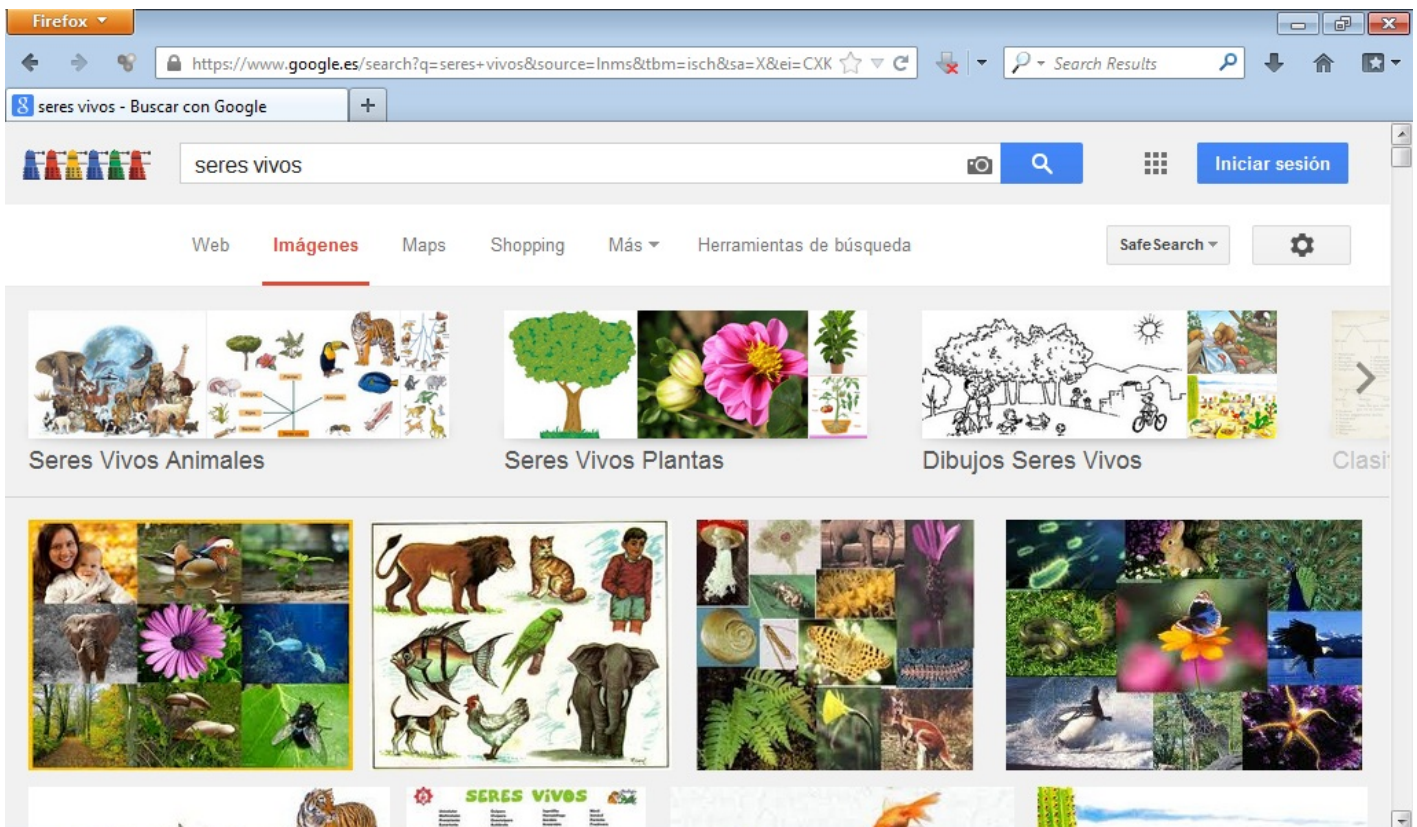 Firefox
https://www.google.es/search?q=seres+vivos&source=lnms&tbm=isch&sa=X&ei=CXK
Search Results
seres vivos - Buscar con Google
seres vivos
Iniciar sesión
Web Imágenes Maps Shopping Más Herramientas de búsqueda SafeSearch
Seres Vivos Animales Seres Vivos Plantas Dibujos Seres Vivos Clasif
SERES VIVOS